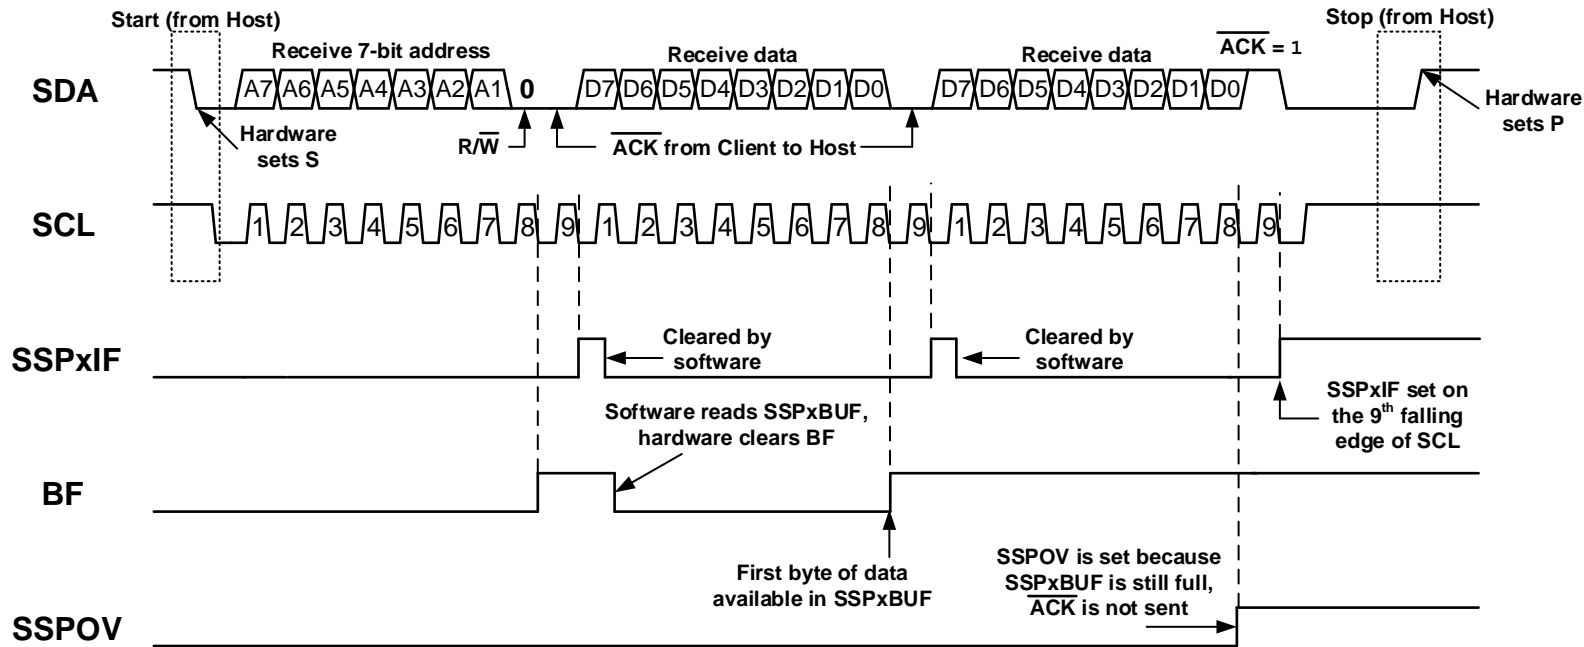 Start (from Host)
Stop (from Host)
Receive 7-bit address
Receive data
Receive data
ACK = 1
SDA
A7 A6 A5 A4 A3 A2 A1 0 D7 D6 D5 D4 D3 D2 D1 D0 D7 D6 D5 D4 D3 D2 D1 D0
Hardware
sets S
R/W
ACK from Client to Host
Hardware
sets P
SCL
1 2 3 4 5 6 7 8 9 1 2 3 4 5 6 7 8 9 1 2 3 4 5 6 7 8 9
SSPxIF
Cleared by
software
Cleared by
software
SSPxIF set on
the 9th falling
edge of SCL
Software reads SSPxBUF,
hardware clears BF
BF
First byte of data
available in SSPxBUF
SSPOV is set because
SSPxBUF is still full,
ACK is not sent
SSPOV